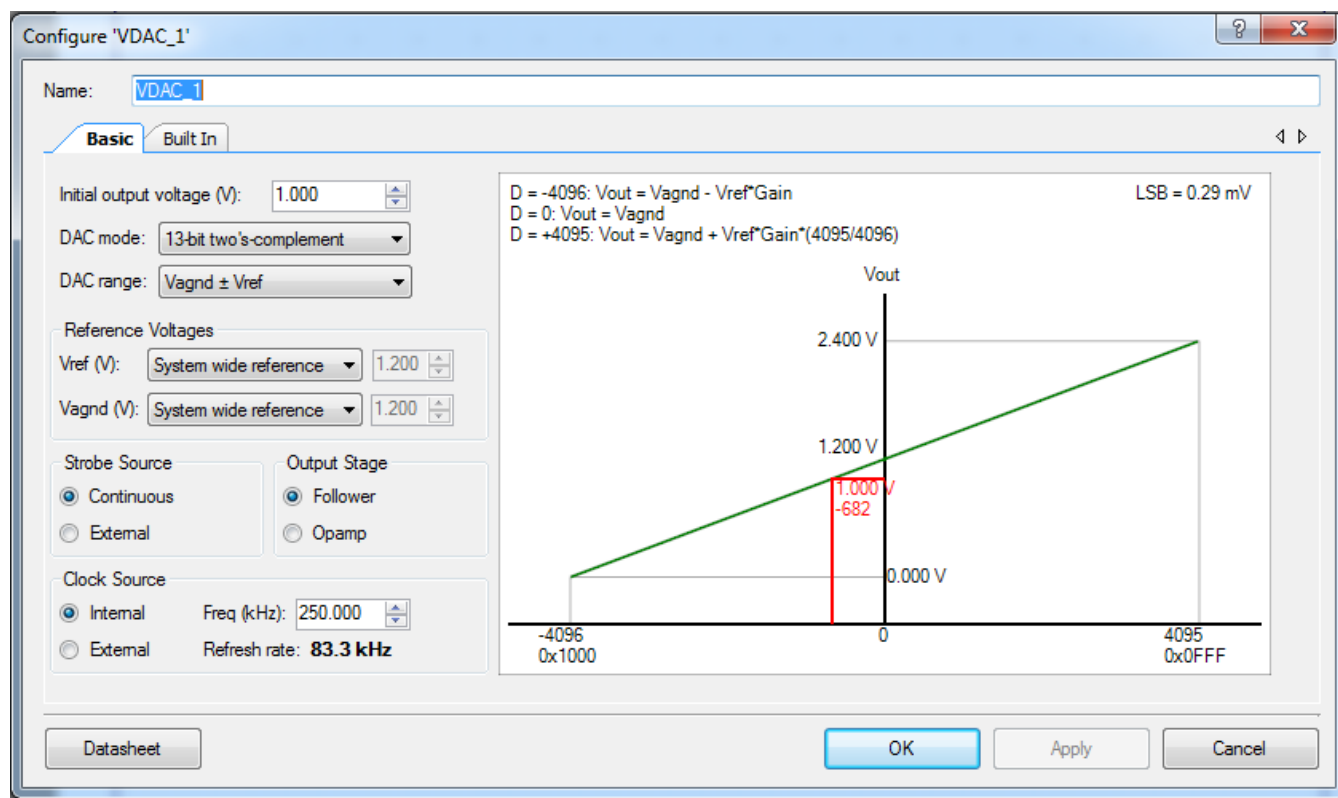 Configure 'VDAC_1'
Name: VDAC_1
Basic Built In
Initial output voltage (V): 1.000
DAC mode: 13-bit two's-complement
DAC range: Vagnd ± Vref
Reference Voltages
Vref (V): System wide reference 1.200
Vagnd (V): System wide reference 1.200
Strobe Source
Continuous
External
Output Stage
Follower
Opamp
Clock Source
Internal Freq (kHz): 250.000
External Refresh rate: 83.3 kHz
D = -4096: Vout = Vagnd - Vref*Gain LSB = 0.29 mV
D = 0: Vout = Vagnd
D = +4095: Vout = Vagnd + Vref*Gain*(4095/4096)
Vout
2.400 V
1.200 V
1.000 V
-682
0.000 V
-4096 0 4095
0x1000 0x0FFF
Datasheet OK Apply Cancel